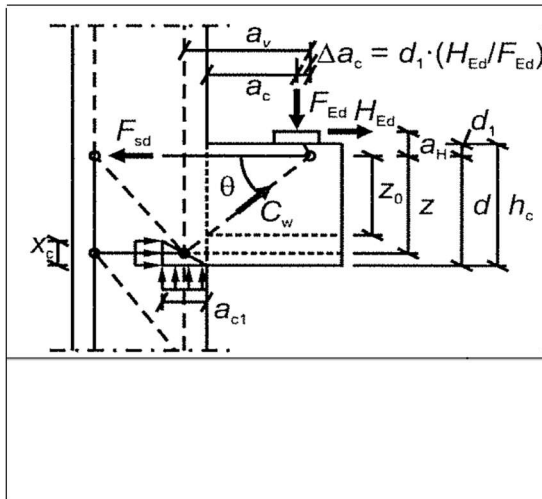 a_v
Δa_c = d_1·(H_Ed/F_Ed)
a_c
F_Ed H_Ed
F_sd
d_1
a_H
θ
C_w
z_0 z d h_c
x_c
a_c1